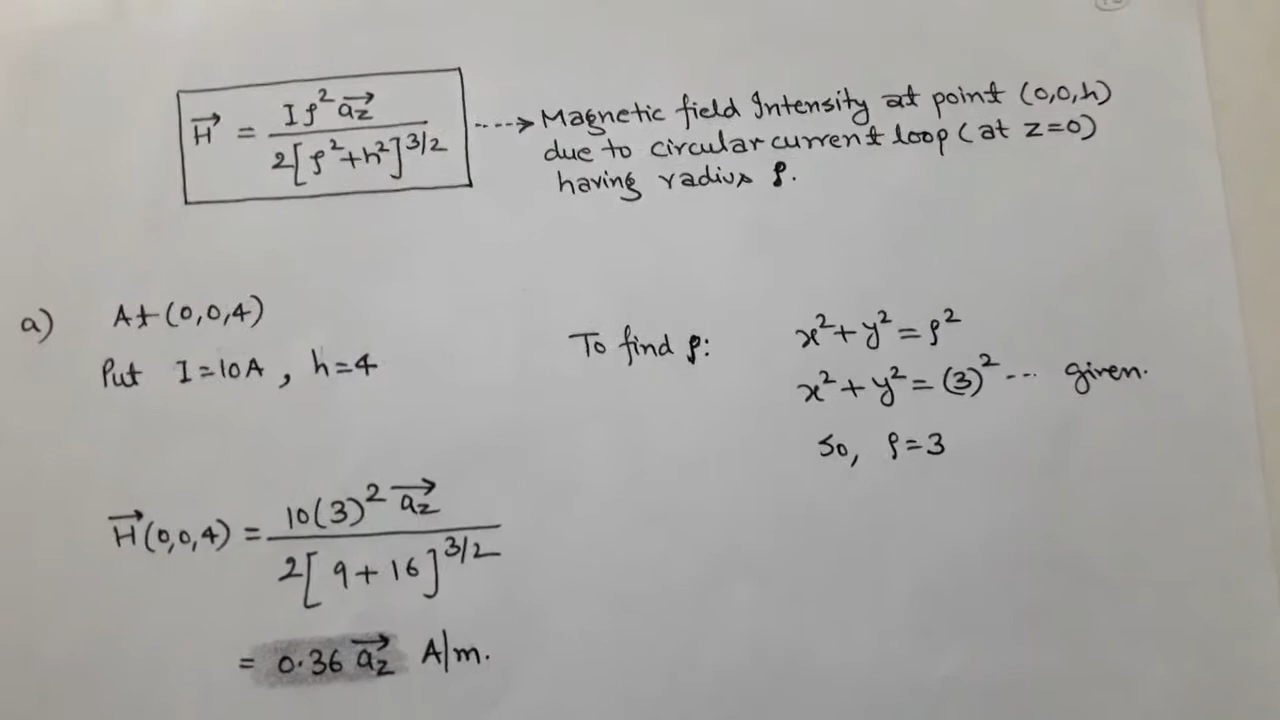 H⃗ = Iρ² a⃗z / 2[ρ²+h²]^3/2 ----> Magnetic field Intensity at point (0,0,h)
due to circular current loop (at z=0)
having radius ρ.
a) At (0,0,4)
Put I=10A, h=4
To find ρ: x²+y²=ρ²
x²+y²=(3)² --- given.
So, ρ=3
H⃗(0,0,4) = 10(3)² a⃗z / 2[9+16]^3/2
= 0.36 a⃗z A/m.